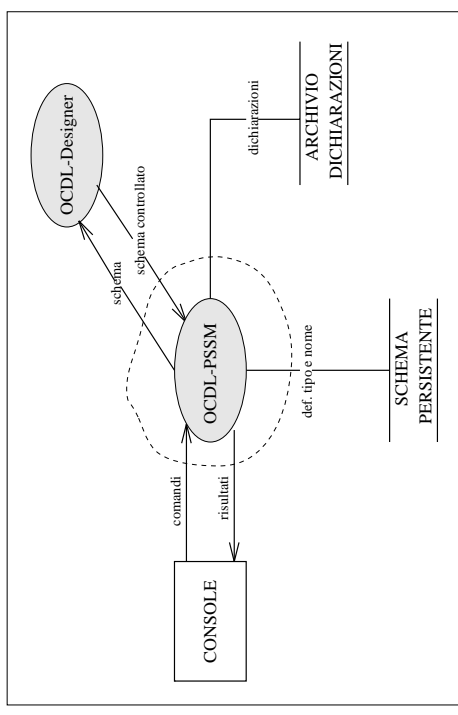 OCDL-Designer
schema
schema controllato
OCDL-PSSM
comandi
risultati
CONSOLE
dichiarazioni
ARCHIVIO
DICHIARAZIONI
def. tipo e nome
SCHEMA
PERSISTENTE